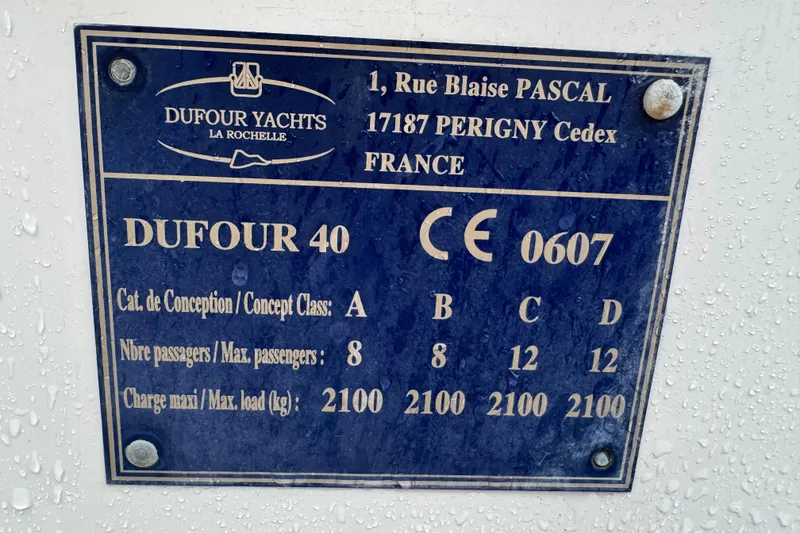 DUFOUR YACHTS
LA ROCHELLE
1, Rue Blaise PASCAL
17187 PERIGNY Cedex
FRANCE
DUFOUR 40 CE 0607
Cat. de Conception / Concept Class: A B C D
Nbre passagers / Max. passengers : 8 8 12 12
Charge maxi / Max. load (kg) : 2100 2100 2100 2100